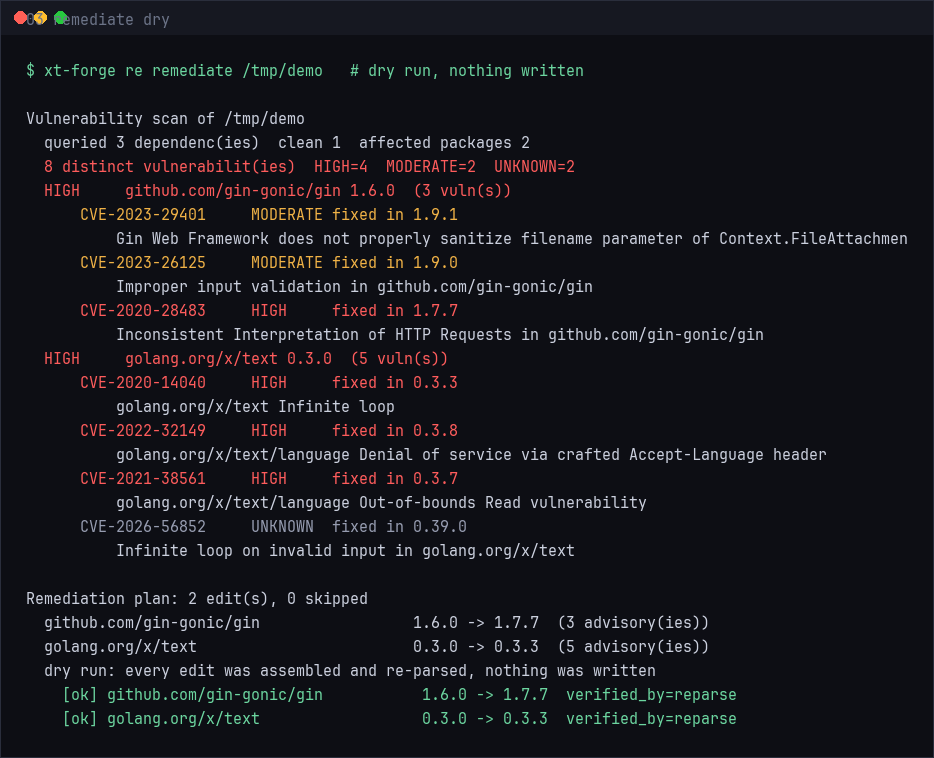 03 remediate dry
$ xt-forge re remediate /tmp/demo   # dry run, nothing written
Vulnerability scan of /tmp/demo
queried 3 dependenc(ies)  clean 1  affected packages 2
8 distinct vulnerabilit(ies)  HIGH=4  MODERATE=2  UNKNOWN=2
HIGH     github.com/gin-gonic/gin 1.6.0  (3 vuln(s))
CVE-2023-29401     MODERATE fixed in 1.9.1
Gin Web Framework does not properly sanitize filename parameter of Context.FileAttachmen
CVE-2023-26125     MODERATE fixed in 1.9.0
Improper input validation in github.com/gin-gonic/gin
CVE-2020-28483     HIGH     fixed in 1.7.7
Inconsistent Interpretation of HTTP Requests in github.com/gin-gonic/gin
HIGH     golang.org/x/text 0.3.0  (5 vuln(s))
CVE-2020-14040     HIGH     fixed in 0.3.3
golang.org/x/text Infinite loop
CVE-2022-32149     HIGH     fixed in 0.3.8
golang.org/x/text/language Denial of service via crafted Accept-Language header
CVE-2021-38561     HIGH     fixed in 0.3.7
golang.org/x/text/language Out-of-bounds Read vulnerability
CVE-2026-56852     UNKNOWN  fixed in 0.39.0
Infinite loop on invalid input in golang.org/x/text
Remediation plan: 2 edit(s), 0 skipped
github.com/gin-gonic/gin                 1.6.0 -> 1.7.7  (3 advisory(ies))
golang.org/x/text                        0.3.0 -> 0.3.3  (5 advisory(ies))
dry run: every edit was assembled and re-parsed, nothing was written
[ok] github.com/gin-gonic/gin           1.6.0 -> 1.7.7  verified_by=reparse
[ok] golang.org/x/text                  0.3.0 -> 0.3.3  verified_by=reparse